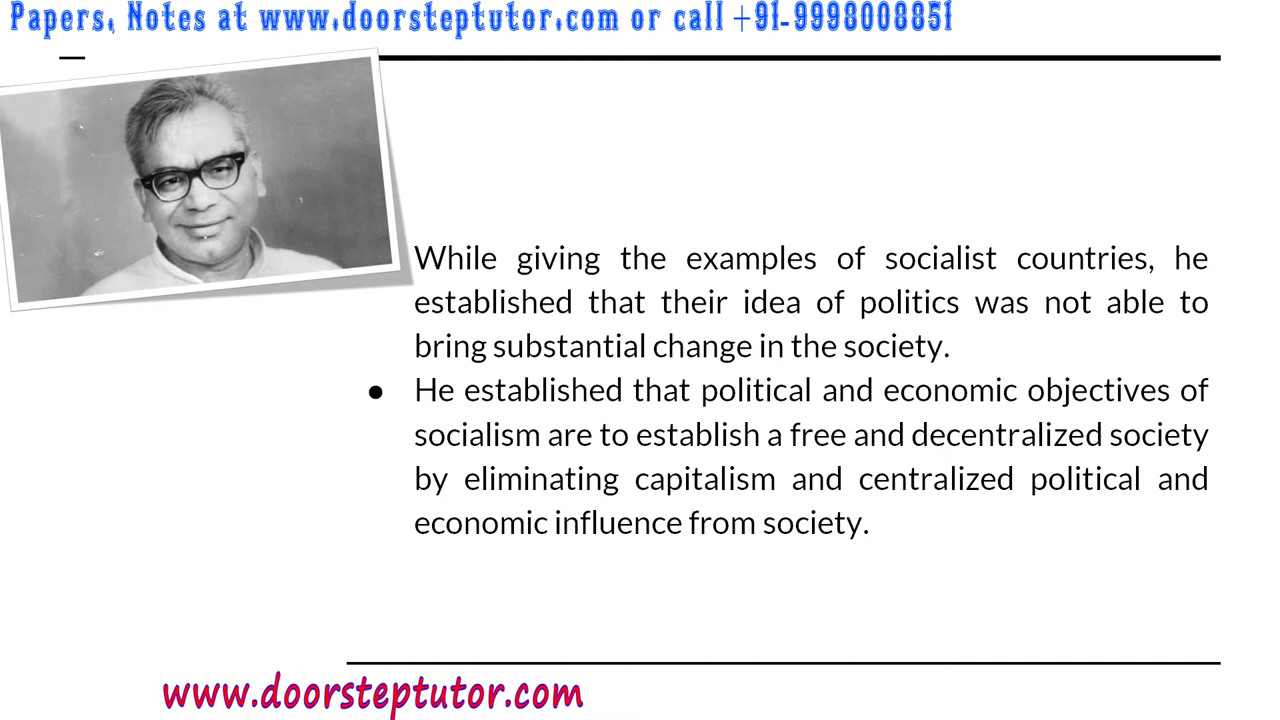 Papers, Notes at www.doorsteptutor.com or call +91-9998008851
While giving the examples of socialist countries, he
established that their idea of politics was not able to
bring substantial change in the society.
● He established that political and economic objectives of
socialism are to establish a free and decentralized society
by eliminating capitalism and centralized political and
economic influence from society.
www.doorsteptutor.com